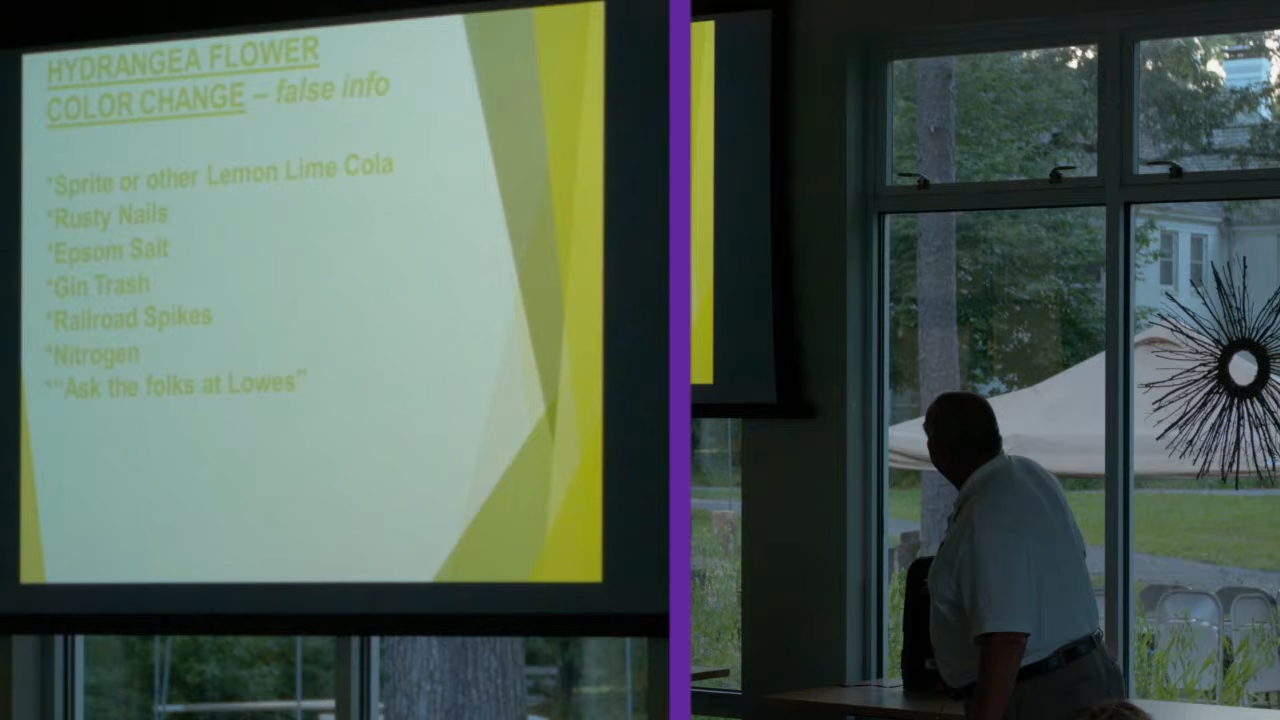 HYDRANGEA FLOWER
COLOR CHANGE – false info
*Sprite or other Lemon Lime Cola
*Rusty Nails
*Epsom Salt
*Gin Trash
*Railroad Spikes
*Nitrogen
*“Ask the folks at Lowes”